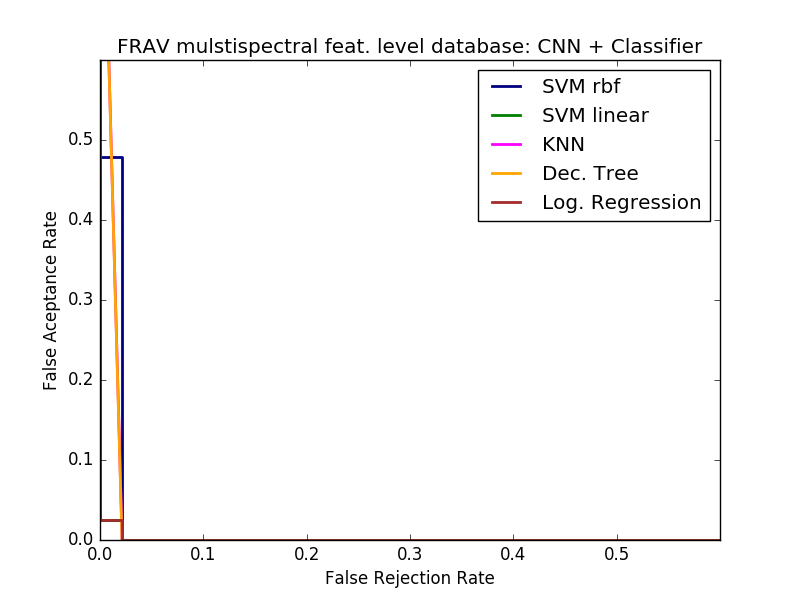 FRAV mulstispectral feat. level database: CNN + Classifier
SVM rbf
SVM linear
KNN
Dec. Tree
Log. Regression
False Aceptance Rate
0.5
0.4
0.3
0.2
0.1
0.0
0.0 0.1 0.2 0.3 0.4 0.5
False Rejection Rate